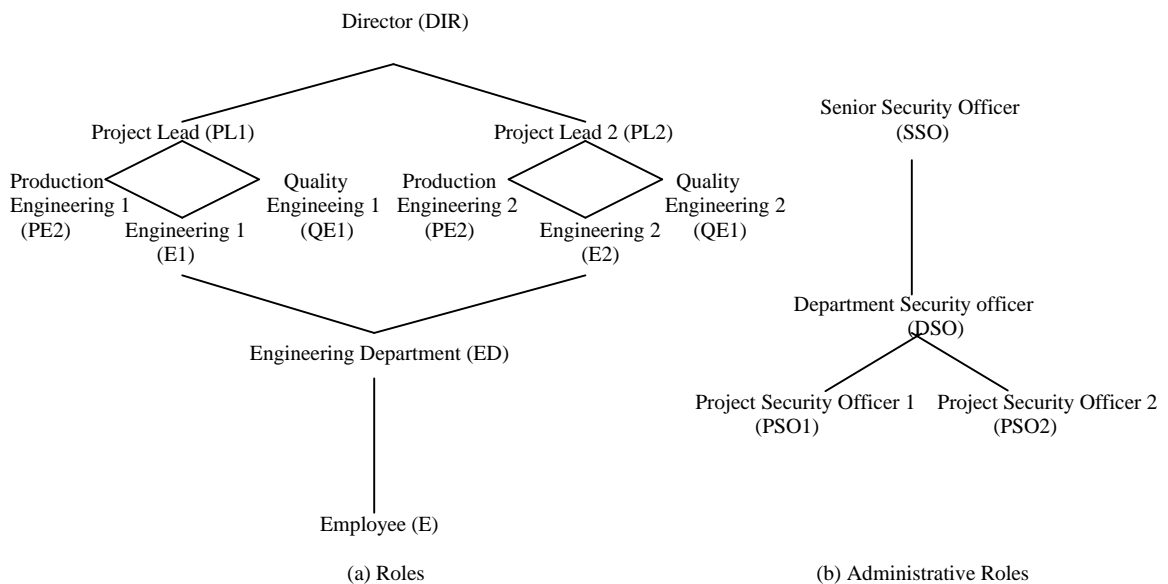 Director (DIR)
Project Lead (PL1)
Project Lead 2 (PL2)
Production
Engineering 1
(PE2)
Quality
Engineeing 1
(QE1)
Engineering 1
(E1)
Production
Engineering 2
(PE2)
Quality
Engineering 2
(QE1)
Engineering 2
(E2)
Engineering Department (ED)
Employee (E)
(a) Roles
Senior Security Officer
(SSO)
Department Security officer
(DSO)
Project Security Officer 1
(PSO1)
Project Security Officer 2
(PSO2)
(b) Administrative Roles